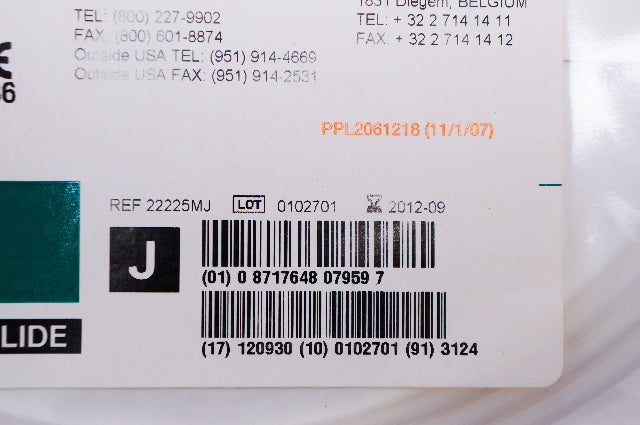 1831 Diegem, BELGIUM
TEL: (800) 227-9902
TEL: + 32 2 714 14 11
FAX: (800) 601-8874
FAX: + 32 2 714 14 12
Outside USA TEL: (951) 914-4669
Outside USA FAX: (951) 914-2531
PPL2061218 (11/1/07)
REF 22225MJ LOT 0102701 2012-09
J
(01) 0 8717648 07959 7
LIDE
(17) 120930 (10) 0102701 (91) 3124